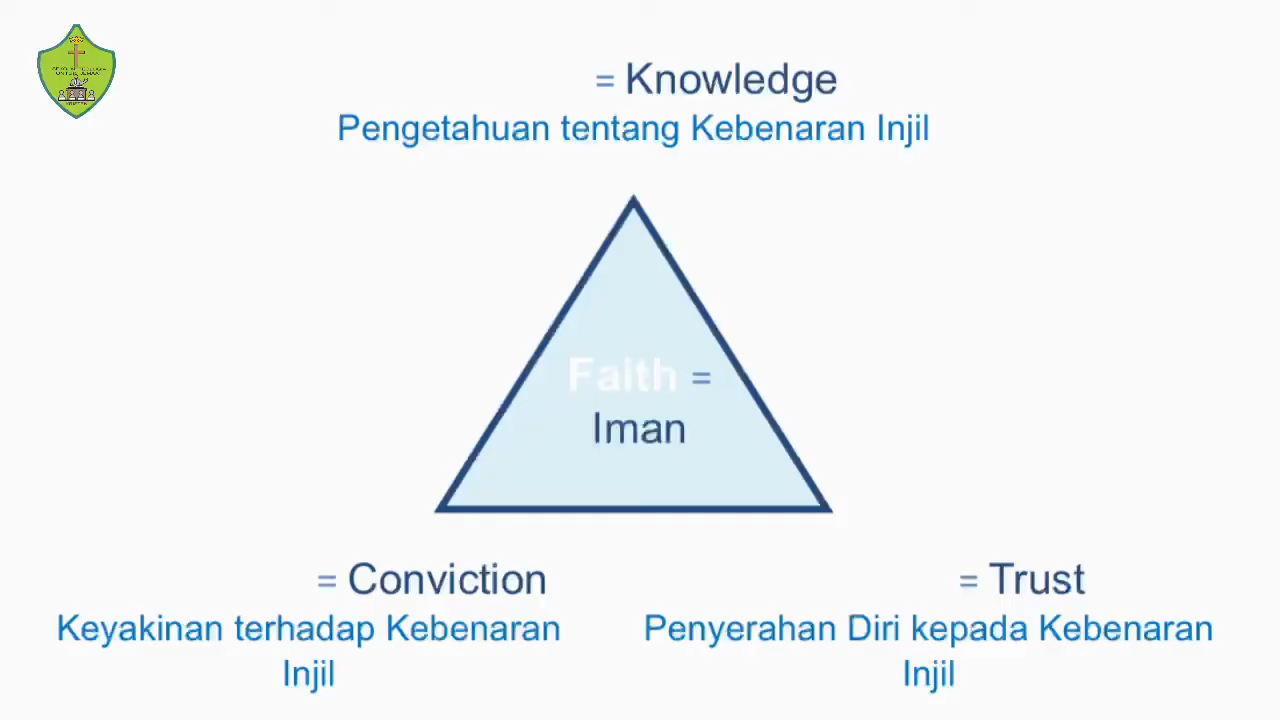 = Knowledge
Pengetahuan tentang Kebenaran Injil
Faith =
Iman
= Conviction
Keyakinan terhadap Kebenaran
Injil
= Trust
Penyerahan Diri kepada Kebenaran
Injil